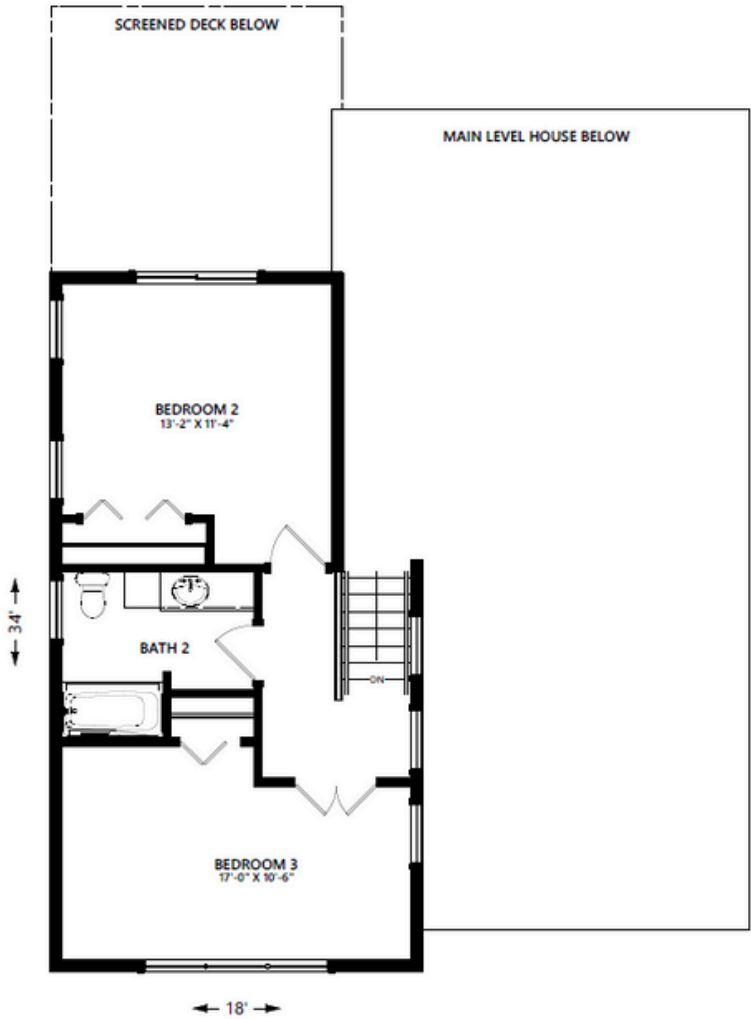 SCREENED DECK BELOW
MAIN LEVEL HOUSE BELOW
BEDROOM 2
13'-2" X 11'-4"
34'
BATH 2
DN
BEDROOM 3
17'-0" X 10'-6"
18'